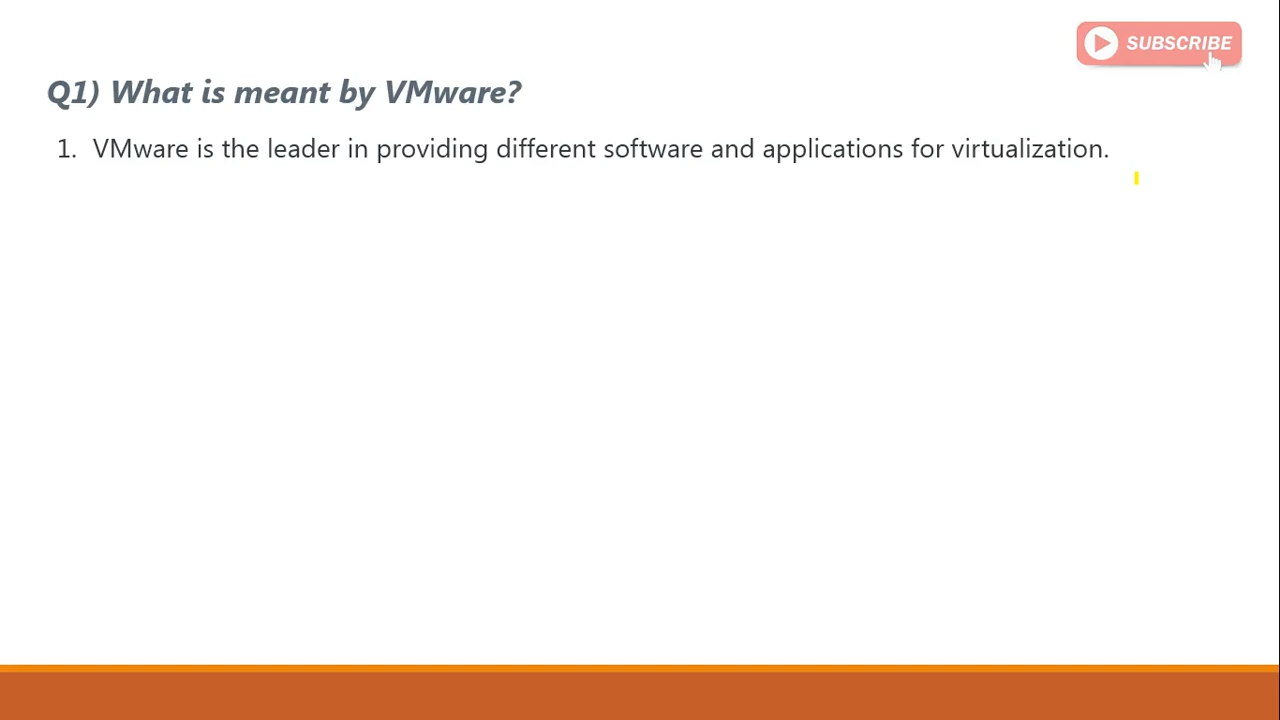 SUBSCRIBE
Q1) What is meant by VMware?
1. VMware is the leader in providing different software and applications for virtualization.